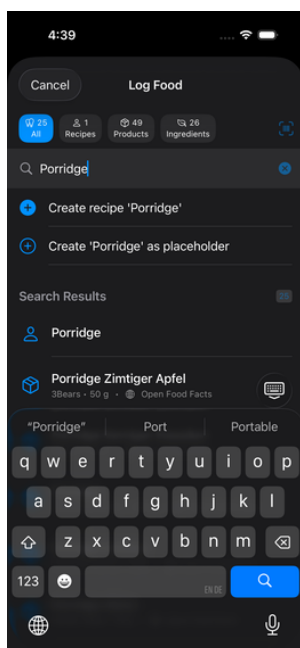 4:39
Cancel
Log Food
25
All
1
Recipes
49
Products
26
Ingredients
Porridge
Create recipe 'Porridge'
Create 'Porridge' as placeholder
Search Results
25
Porridge
Porridge Zimtiger Apfel
3Bears • 50 g • Open Food Facts
"Porridge" Port Portable
q w e r t y u i o p
a s d f g h j k l
z x c v b n m
123
EN DE